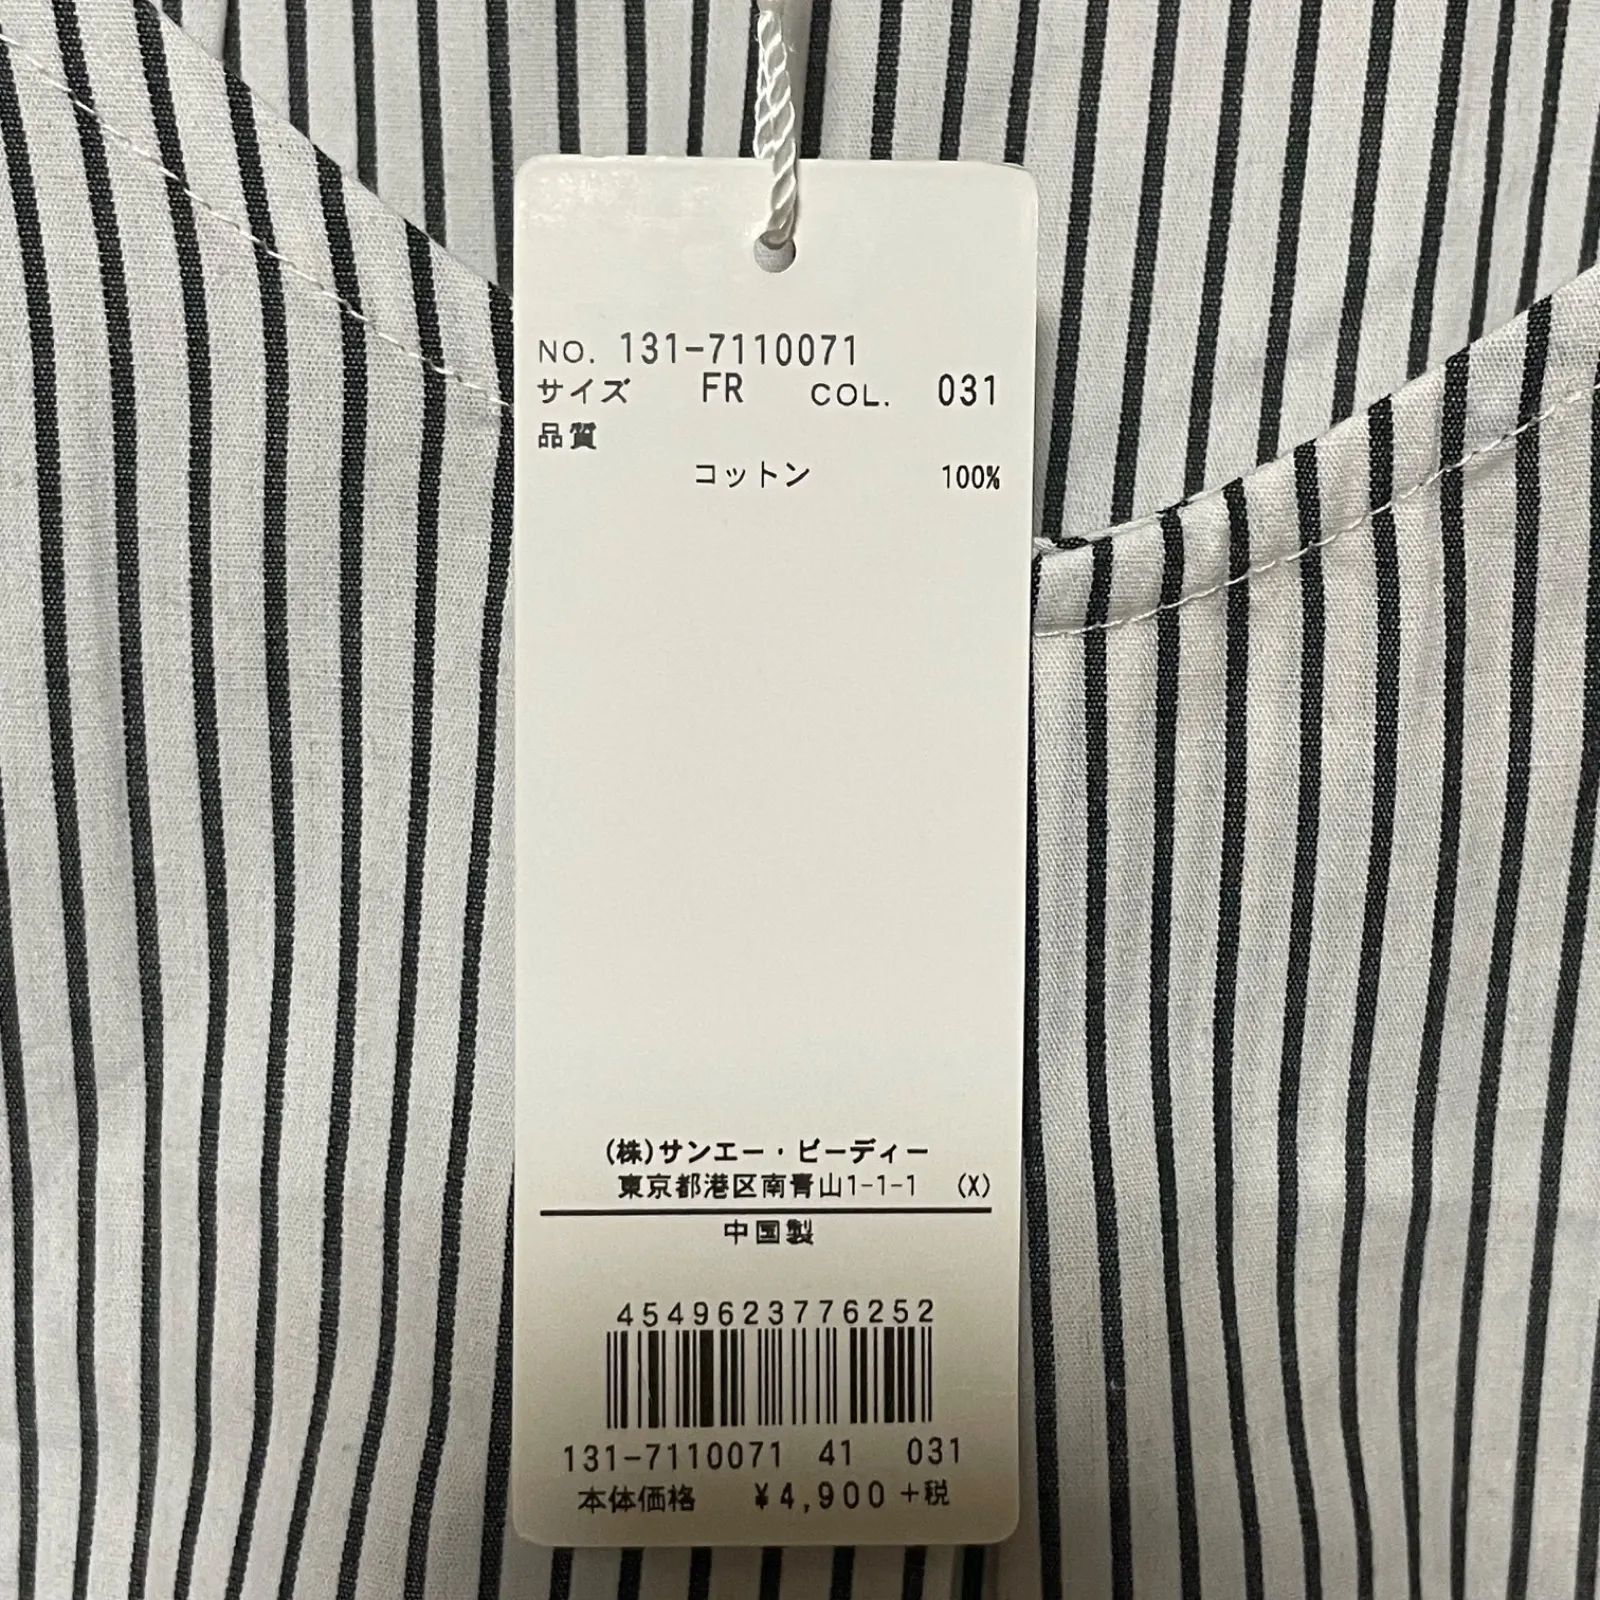 NO. 131-7110071
サイズ FR COL. 031
品質
コットン 100%
(株)サンエー・ビーディー
東京都港区南青山1-1-1 (X)
中国製
4549623776252
131-7110071 41 031
本体価格 ¥4,900+税